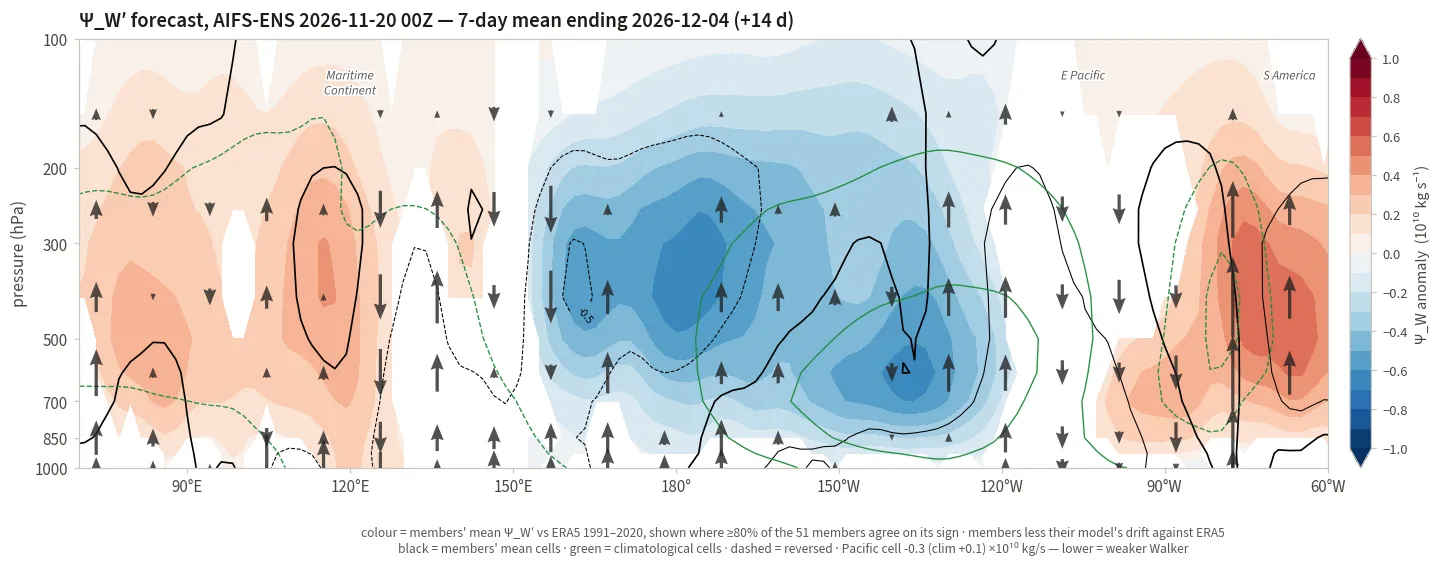 Ψ_W′ forecast, AIFS-ENS 2026-11-20 00Z — 7-day mean ending 2026-12-04 (+14 d)
100
200
300
400
500
700
850
1000
pressure (hPa)
Maritime
Continent
E Pacific
S America
-0.5
90°E
120°E
150°E
180°
150°W
120°W
90°W
60°W
1.0
0.8
0.6
0.4
0.2
0.0
−0.2
−0.4
−0.6
−0.8
−1.0
Ψ_W anomaly (10¹⁰ kg s⁻¹)
colour = members' mean Ψ_W′ vs ERA5 1991–2020, shown where ≥80% of the 51 members agree on its sign · members less their model's drift against ERA5
black = members' mean cells · green = climatological cells · dashed = reversed · Pacific cell -0.3 (clim +0.1) ×10¹⁰ kg/s — lower = weaker Walker